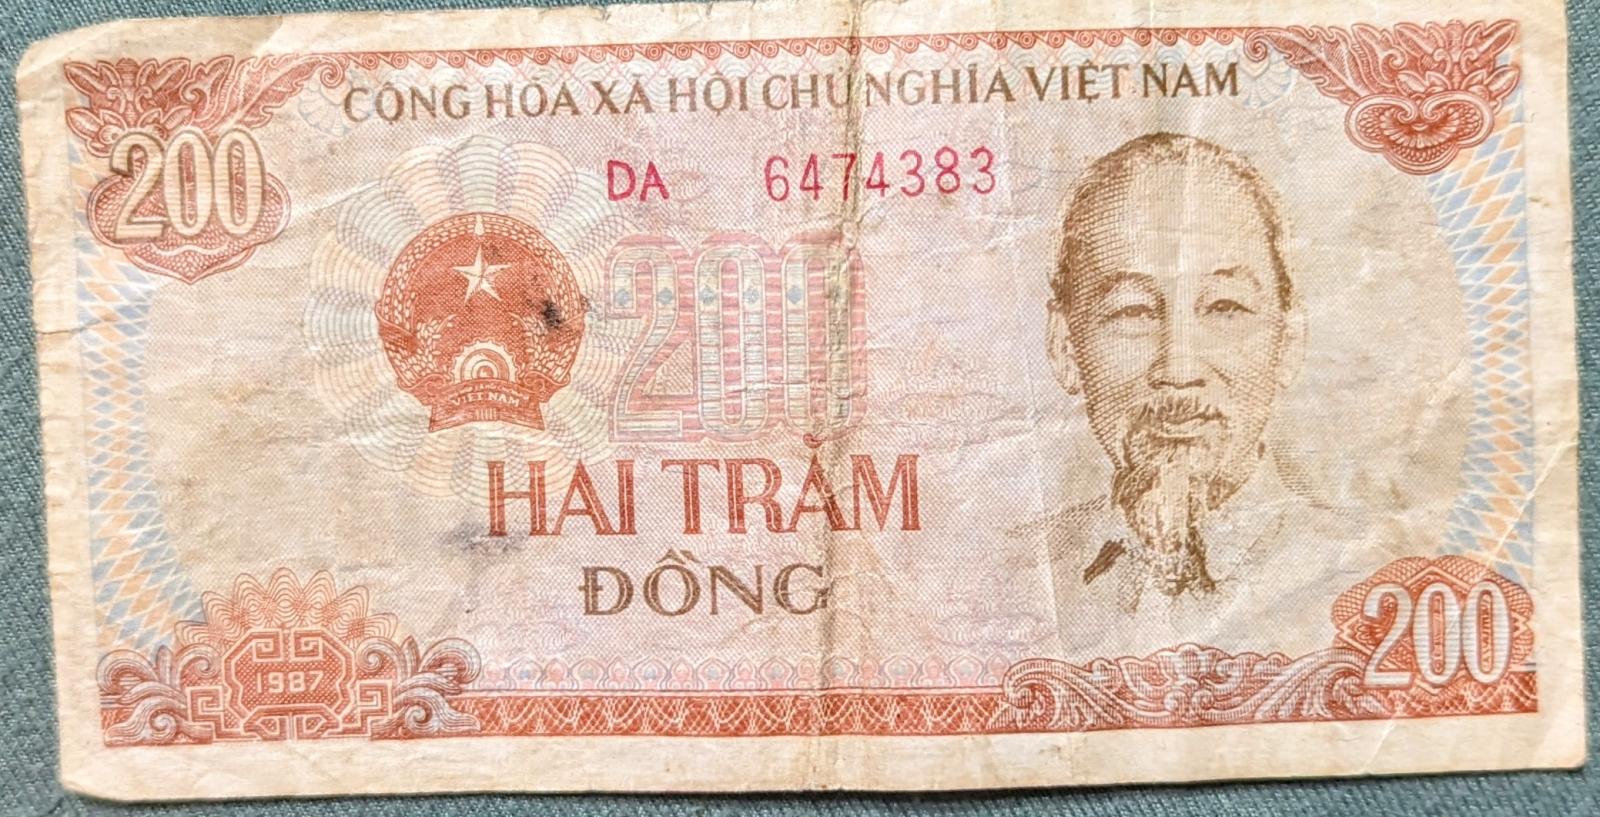 CỘNG HÒA XÃ HỘI CHỦ NGHĨA VIỆT NAM
200
DA 6474383
200
VIỆT NAM
HAI TRĂM
ĐỒNG
1987
200